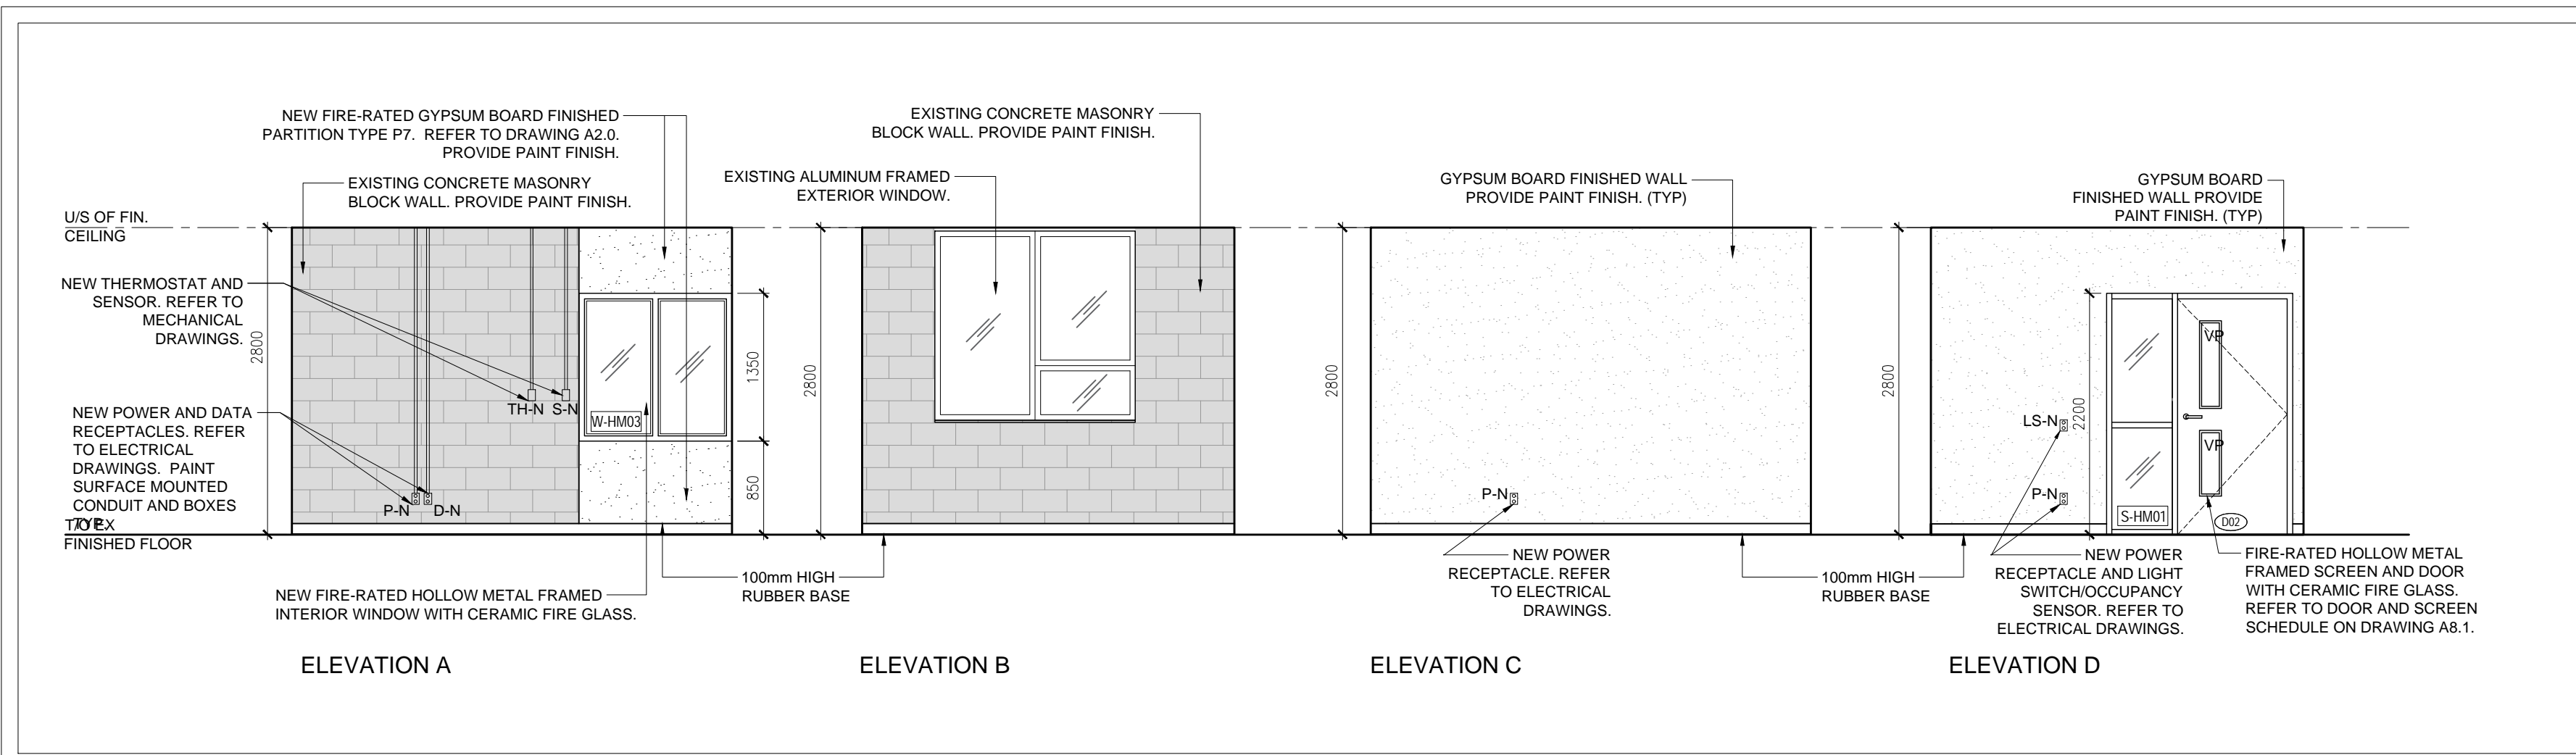 NEW FIRE-RATED GYPSUM BOARD FINISHED
PARTITION TYPE P7. REFER TO DRAWING A2.0.
PROVIDE PAINT FINISH.
EXISTING CONCRETE MASONRY
BLOCK WALL. PROVIDE PAINT FINISH.
U/S OF FIN.
CEILING
NEW THERMOSTAT AND
SENSOR. REFER TO
MECHANICAL
DRAWINGS.
2800
NEW POWER AND DATA
RECEPTACLES. REFER
TO ELECTRICAL
DRAWINGS. PAINT
SURFACE MOUNTED
CONDUIT AND BOXES
TYP.
T/O EX
FINISHED FLOOR
TH-N
S-N
W-HM03
P-N
D-N
1350
850
NEW FIRE-RATED HOLLOW METAL FRAMED
INTERIOR WINDOW WITH CERAMIC FIRE GLASS.
100mm HIGH
RUBBER BASE
ELEVATION A
EXISTING CONCRETE MASONRY
BLOCK WALL. PROVIDE PAINT FINISH.
EXISTING ALUMINUM FRAMED
EXTERIOR WINDOW.
2800
ELEVATION B
GYPSUM BOARD FINISHED WALL
PROVIDE PAINT FINISH. (TYP)
2800
P-N
NEW POWER
RECEPTACLE. REFER
TO ELECTRICAL
DRAWINGS.
100mm HIGH
RUBBER BASE
ELEVATION C
GYPSUM BOARD
FINISHED WALL PROVIDE
PAINT FINISH. (TYP)
2800
2200
LS-N
P-N
VP
VP
S-HM01
D02
NEW POWER
RECEPTACLE AND LIGHT
SWITCH/OCCUPANCY
SENSOR. REFER TO
ELECTRICAL DRAWINGS.
FIRE-RATED HOLLOW METAL
FRAMED SCREEN AND DOOR
WITH CERAMIC FIRE GLASS.
REFER TO DOOR AND SCREEN
SCHEDULE ON DRAWING A8.1.
ELEVATION D